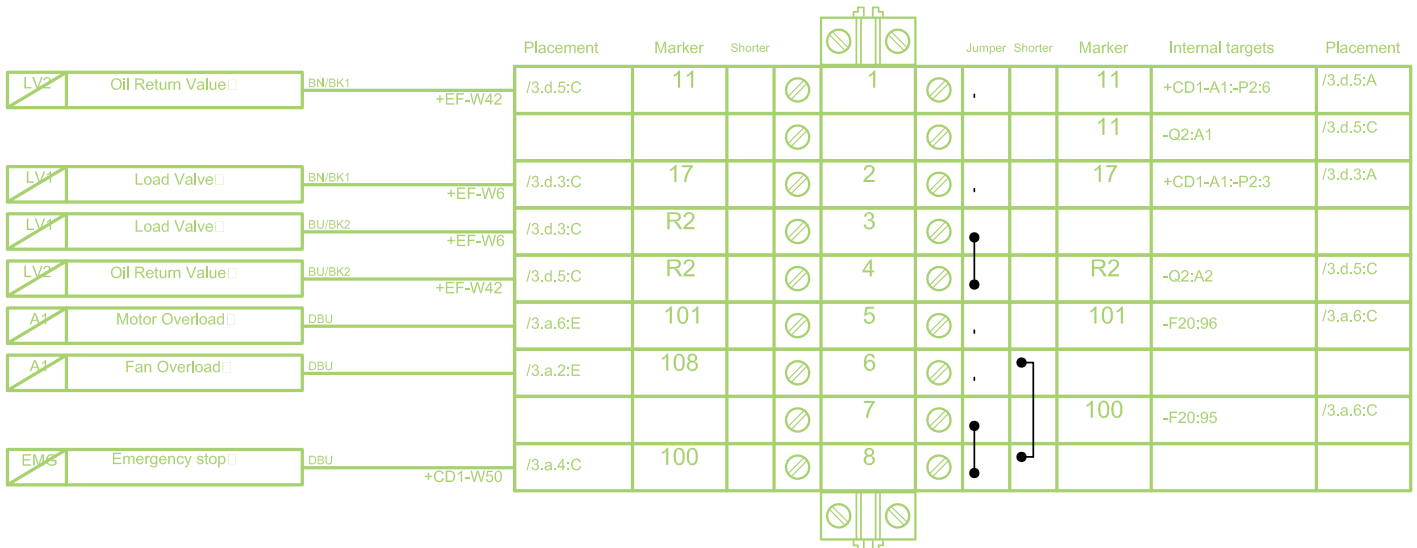 Placement Marker Shorter Jumper Shorter Marker Internal targets Placement
LV2 Oil Return Value BN/BK1 +EF-W42 /3.d.5:C 11 1 11 +CD1-A1:-P2:6 /3.d.5:A
11 -Q2:A1 /3.d.5:C
LV1 Load Valve BN/BK1 +EF-W6 /3.d.3:C 17 2 17 +CD1-A1:-P2:3 /3.d.3:A
LV1 Load Valve BU/BK2 +EF-W6 /3.d.3:C R2 3
LV2 Oil Return Value BU/BK2 +EF-W42 /3.d.5:C R2 4 R2 -Q2:A2 /3.d.5:C
A1 Motor Overload DBU /3.a.6:E 101 5 101 -F20:96 /3.a.6:C
A1 Fan Overload DBU /3.a.2:E 108 6
7 100 -F20:95 /3.a.6:C
EMG Emergency stop DBU +CD1-W50 /3.a.4:C 100 8